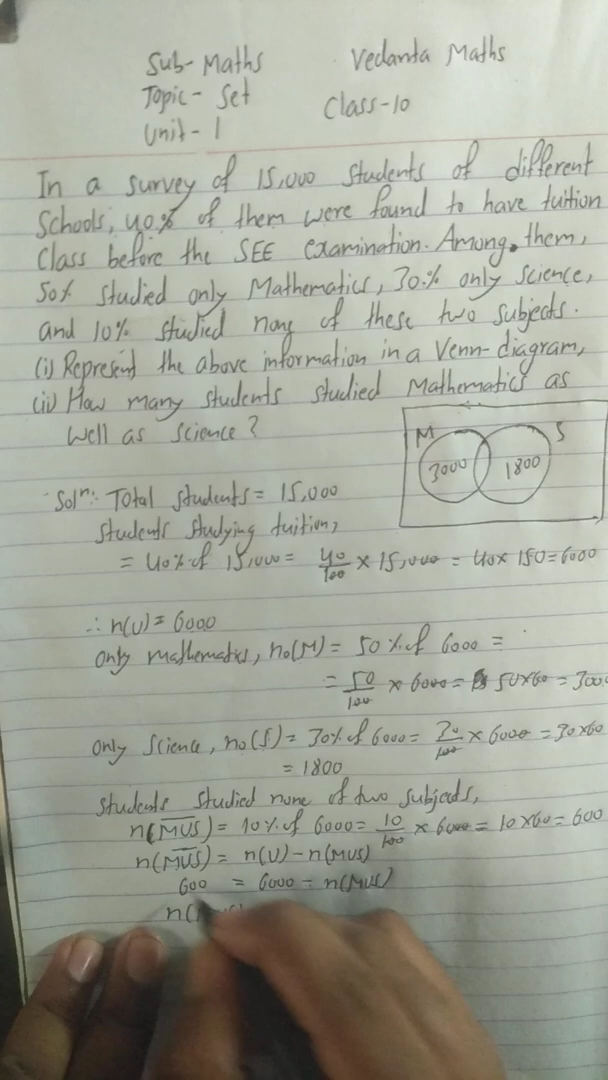 Sub- Maths Vedanta Maths
Topic- Set Class-10
Unit- 1
In a survey of 15,000 students of different
Schools, 40% of them were found to have tuition
Class before the SEE examination. Among them,
50% studied only Mathematics, 30% only science,
and 10% studied none of these two subjects.
(i) Represent the above information in a Venn-diagram,
(ii) How many students studied Mathematics as
well as science?
M S
3000 1800
Solⁿ:- Total students = 15,000
Students studying tuition,
= 40% of 15,000 = 40/100 × 15,000 = 40×150=6000
∴ n(U) = 6000
Only mathematics, no(M) = 50% of 6000 =
= 50/100 × 6000 = 50×60 = 3000
Only Science, no(S) = 30% of 6000 = 30/100 × 6000 = 30×60
= 1800
Students studied none of two subjects,
n(M̅U̅S̅) = 10% of 6000 = 10/100 × 6000 = 10×60 = 600
n(M̅U̅S̅) = n(U) - n(MUS)
600 = 6000 - n(MUS)
n(